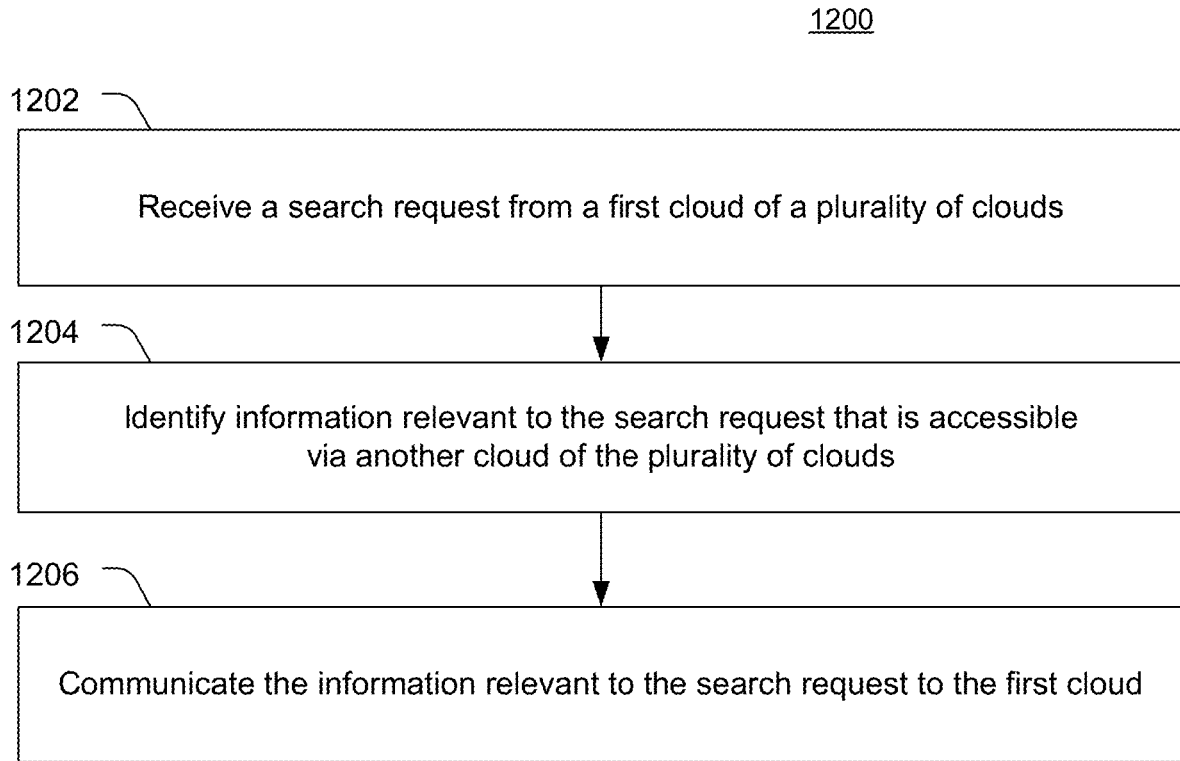 1200
1202
Receive a search request from a first cloud of a plurality of clouds
1204
Identify information relevant to the search request that is accessible
via another cloud of the plurality of clouds
1206
Communicate the information relevant to the search request to the first cloud